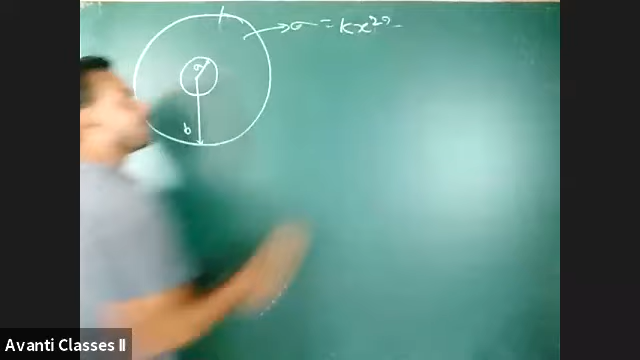 σ = kx²
a
b
Avanti Classes II